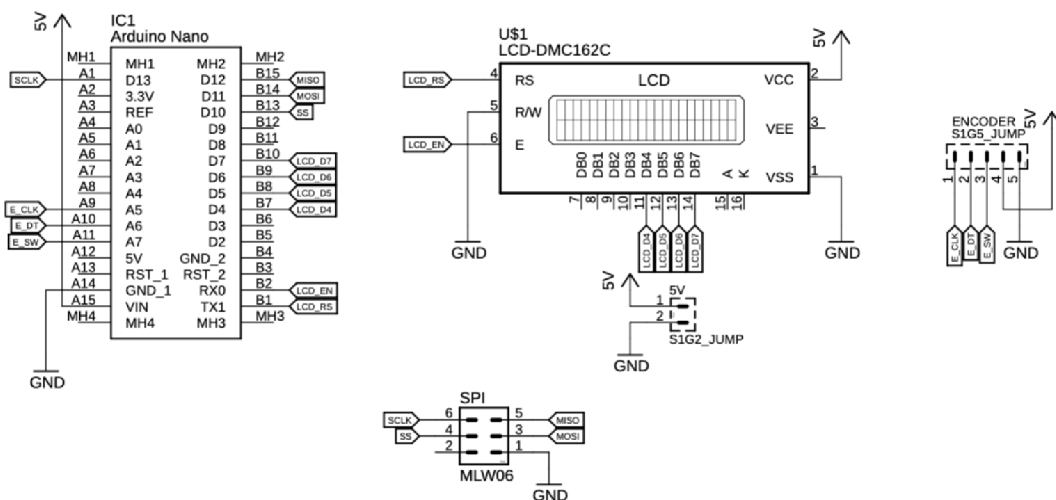 5V
IC1
Arduino Nano
MH1 MH1 MH2 MH2
SCLK A1 D13 D12 B15 MISO
A2 3.3V D11 B14 MOSI
A3 REF D10 B13 SS
A4 A0 D9 B12
A5 A1 D8 B11
A6 A2 D7 B10 LCD_D7
A7 A3 D6 B9 LCD_D6
A8 A4 D5 B8 LCD_D5
E_CLK A9 A5 D4 B7 LCD_D4
E_DT A10 A6 D3 B6
E_SW A11 A7 D2 B5
A12 5V GND_2 B4
A13 RST_1 RST_2 B3
A14 GND_1 RX0 B2 LCD_EN
A15 VIN TX1 B1 LCD_RS
MH4 MH4 MH3 MH3
GND
U$1
LCD-DMC162C
5V
LCD_RS 4 RS LCD VCC 2
5 R/W
VEE 3
LCD_EN 6 E
DB0 DB1 DB2 DB3 DB4 DB5 DB6 DB7 A K
VSS 1
7 8 9 10 11 12 13 14 15 16
LCD_D4 LCD_D5 LCD_D6 LCD_D7
GND
GND
5V
5V
1
2
S1G2_JUMP
GND
ENCODER
S1G5_JUMP
5V
1 2 3 4 5
E_CLK E_DT E_SW
GND
SPI
SCLK 6 5 MISO
SS 4 3 MOSI
2 1
MLW06
GND